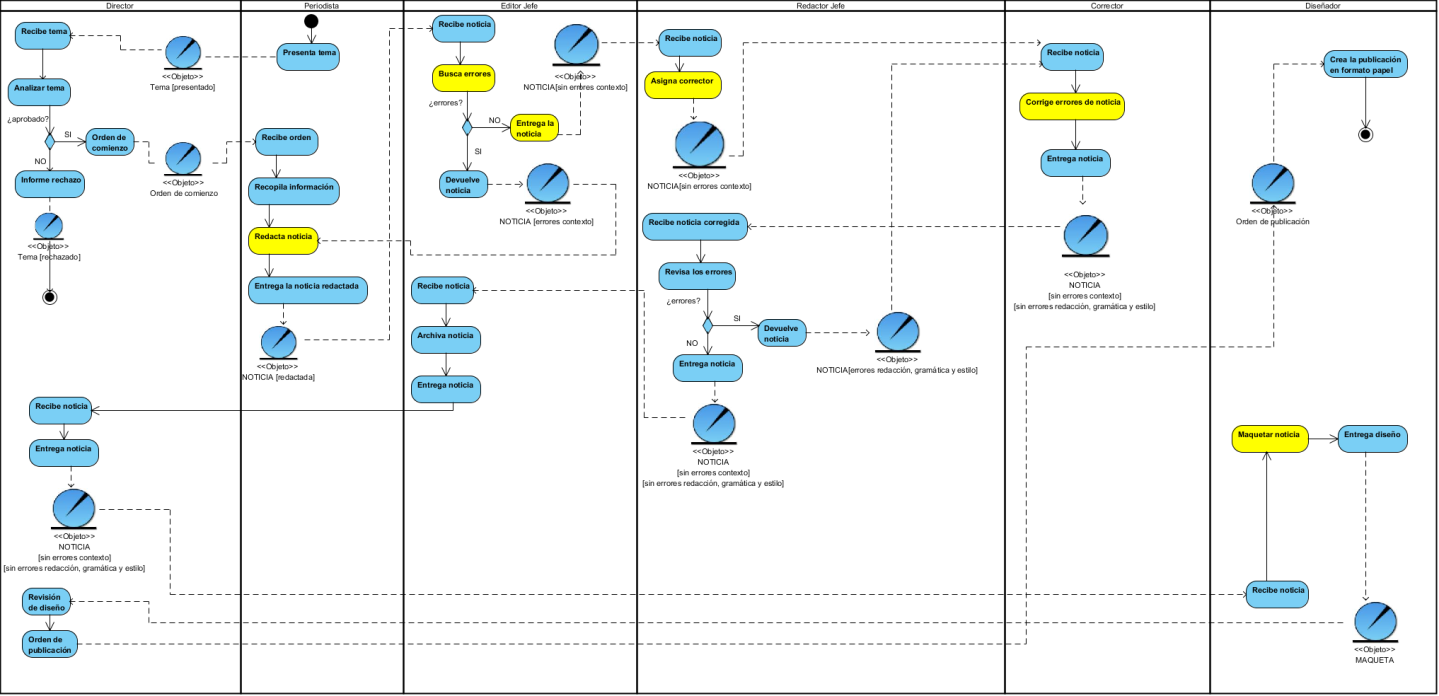 Director
Periodista
Editor Jefe
Redactor Jefe
Corrector
Diseñador
Recibe tema
<<Objeto>>
Tema [presentado]
Analizar tema
¿aprobado?
SI
Orden de
comienzo
NO
<<Objeto>>
Orden de comienzo
Informe rechazo
<<Objeto>>
Tema [rechazado]
Recibe noticia
Entrega noticia
<<Objeto>>
NOTICIA
[sin errores contexto]
[sin errores redacción, gramática y estilo]
Revisión
de diseño
Orden de
publicación
Presenta tema
Recibe orden
Recopila información
Redacta noticia
Entrega la noticia redactada
<<Objeto>>
NOTICIA [redactada]
Recibe noticia
Busca errores
¿errores?
NO
Entrega la
noticia
<<Objeto>>
NOTICIA[sin errores contexto]
SI
Devuelve
noticia
<<Objeto>>
NOTICIA [errores contexto]
Recibe noticia
Archiva noticia
Entrega noticia
Recibe noticia
Asigna corrector
<<Objeto>>
NOTICIA[sin errores contexto]
Recibe noticia corregida
Revisa los errores
¿errores?
SI
Devuelve
noticia
NO
<<Objeto>>
NOTICIA[errores redacción, gramática y estilo]
Entrega noticia
<<Objeto>>
NOTICIA
[sin errores contexto]
[sin errores redacción, gramática y estilo]
Recibe noticia
Corrige errores de noticia
Entrega noticia
<<Objeto>>
NOTICIA
[sin errores contexto]
[sin errores redacción, gramática y estilo]
Crea la publicación
en formato papel
<<Objeto>>
Orden de publicación
Maquetar noticia
Entrega diseño
Recibe noticia
<<Objeto>>
MAQUETA